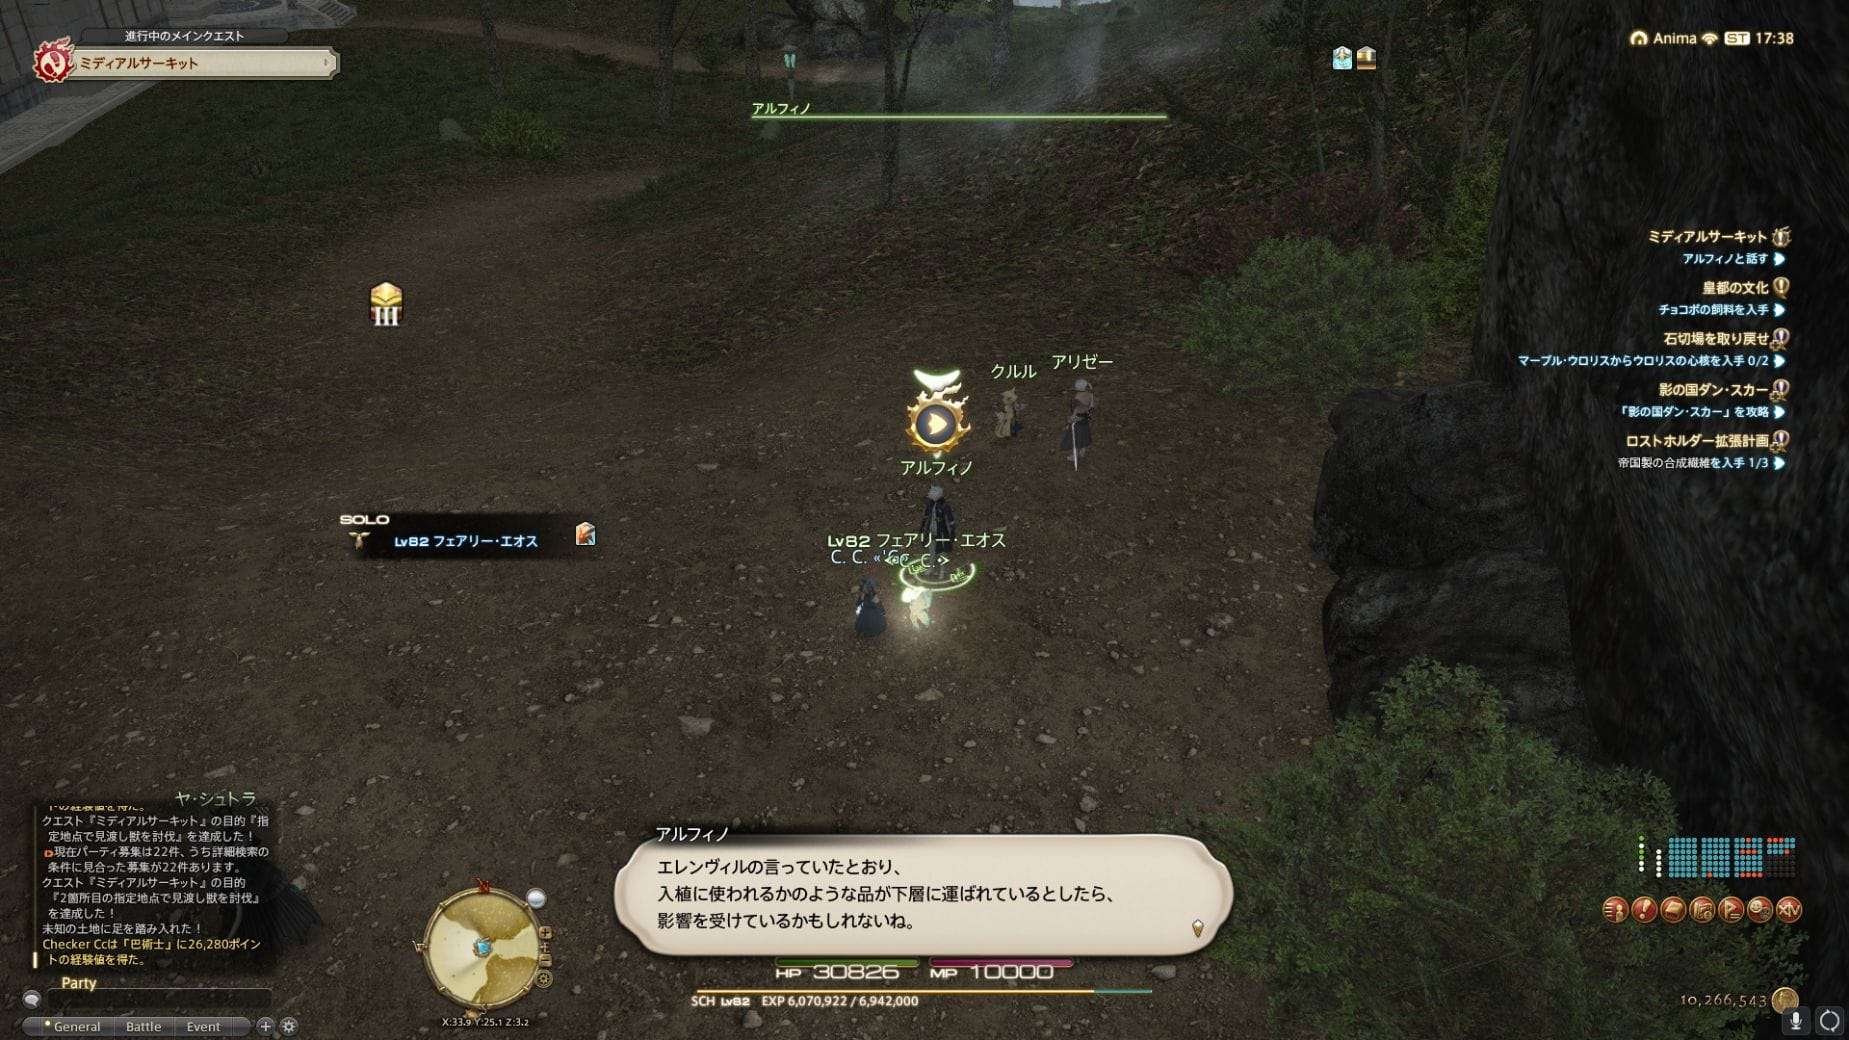 進行中のメインクエスト
ミディアルサーキット
Anima ST 17:38
アルフィノ
ミディアルサーキット
アルフィノと話す
皇都の文化
チョコボの飼料を入手
石切場を取り戻せ
マーブル・ウロリスからウロリスの心核を入手 0/2
影の国ダン・スカー
「影の国ダン・スカー」を攻略
ロストホルダー拡張計画
帝国製の合成繊維を入手 1/3
III
クルル
アリゼー
アルフィノ
SOLO
Lv82 フェアリー・エオス
Lv82 フェアリー・エオス
C. C.
ヤ・シュトラ
トの経験値を得た。
クエスト『ミディアルサーキット』の目的『指
定地点で見渡し獣を討伐』を達成した！
現在パーティ募集は22件、うち詳細検索の
条件に見合った募集が22件あります。
クエスト『ミディアルサーキット』の目的
『2箇所目の指定地点で見渡し獣を討伐』
を達成した！
未知の土地に足を踏み入れた！
Checker Ccは「巴術士」に26,280ポイン
トの経験値を得た。
Party
General Battle Event
X:33.9 Y:25.1 Z:3.2
アルフィノ
エレンヴィルの言っていたとおり、
入植に使われるかのような品が下層に運ばれているとしたら、
影響を受けているかもしれないね。
HP 30826 MP 10000
SCH Lv82 EXP 6,070,922 / 6,942,000
XIV
10,266,543